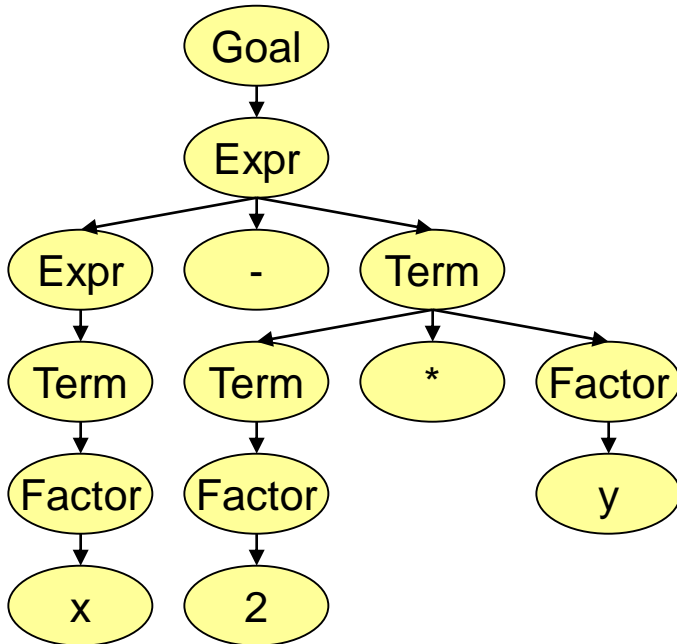 Goal
Expr
Expr - Term
Term Term * Factor
Factor Factor y
x 2